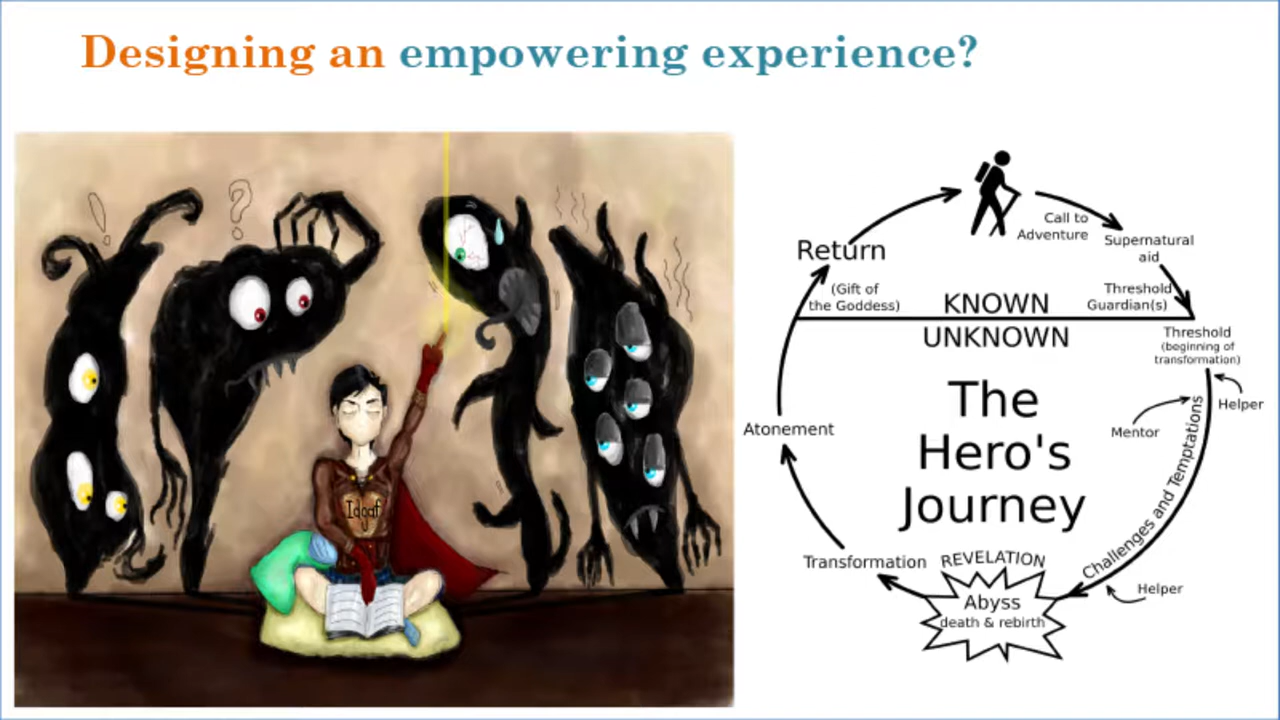 Designing an empowering experience?
!
?
Idgaf
Call to
Adventure
Supernatural
aid
Return
(Gift of
the Goddess)
KNOWN
Threshold
Guardian(s)
UNKNOWN
Threshold
(beginning of
transformation)
Helper
Mentor
The
Hero's
Journey
Challenges and Temptations
Atonement
Transformation
REVELATION
Abyss
death & rebirth
Helper